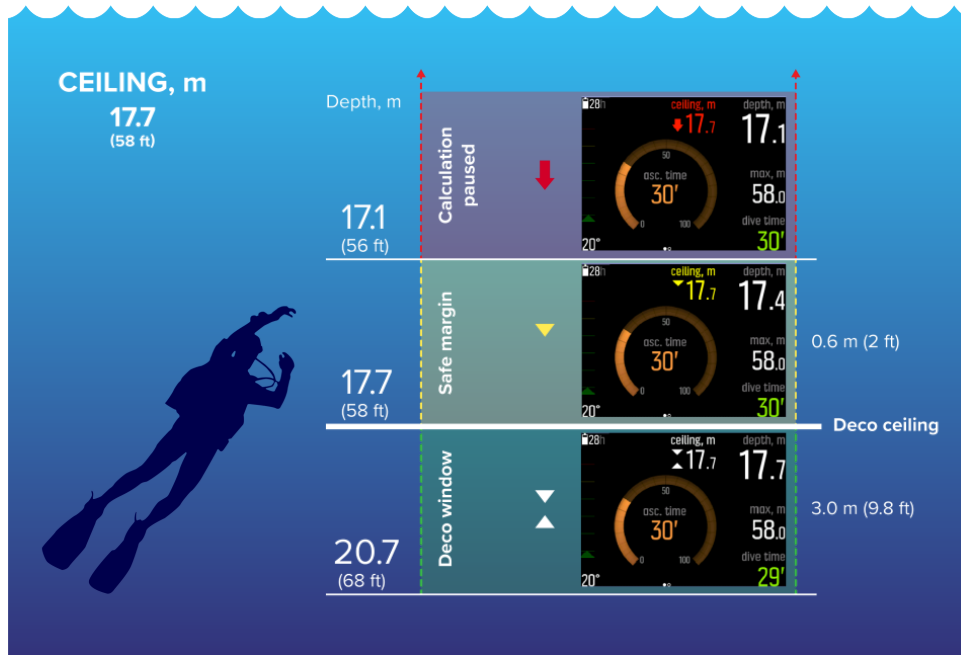 CEILING, m
17.7
(58 ft)
Depth, m
17.1
(56 ft)
17.7
(58 ft)
20.7
(68 ft)
Calculation
paused
28h
ceiling, m
17.7
depth, m
17.1
50
asc. time
30'
0
100
max, m
58.0
dive time
30'
20°
Safe margin
28h
ceiling, m
17.7
depth, m
17.4
50
asc. time
30'
0
100
max, m
58.0
dive time
30'
20°
0.6 m (2 ft)
Deco ceiling
Deco window
28h
ceiling, m
17.7
depth, m
17.7
50
asc. time
30'
0
100
max, m
58.0
dive time
29'
20°
3.0 m (9.8 ft)